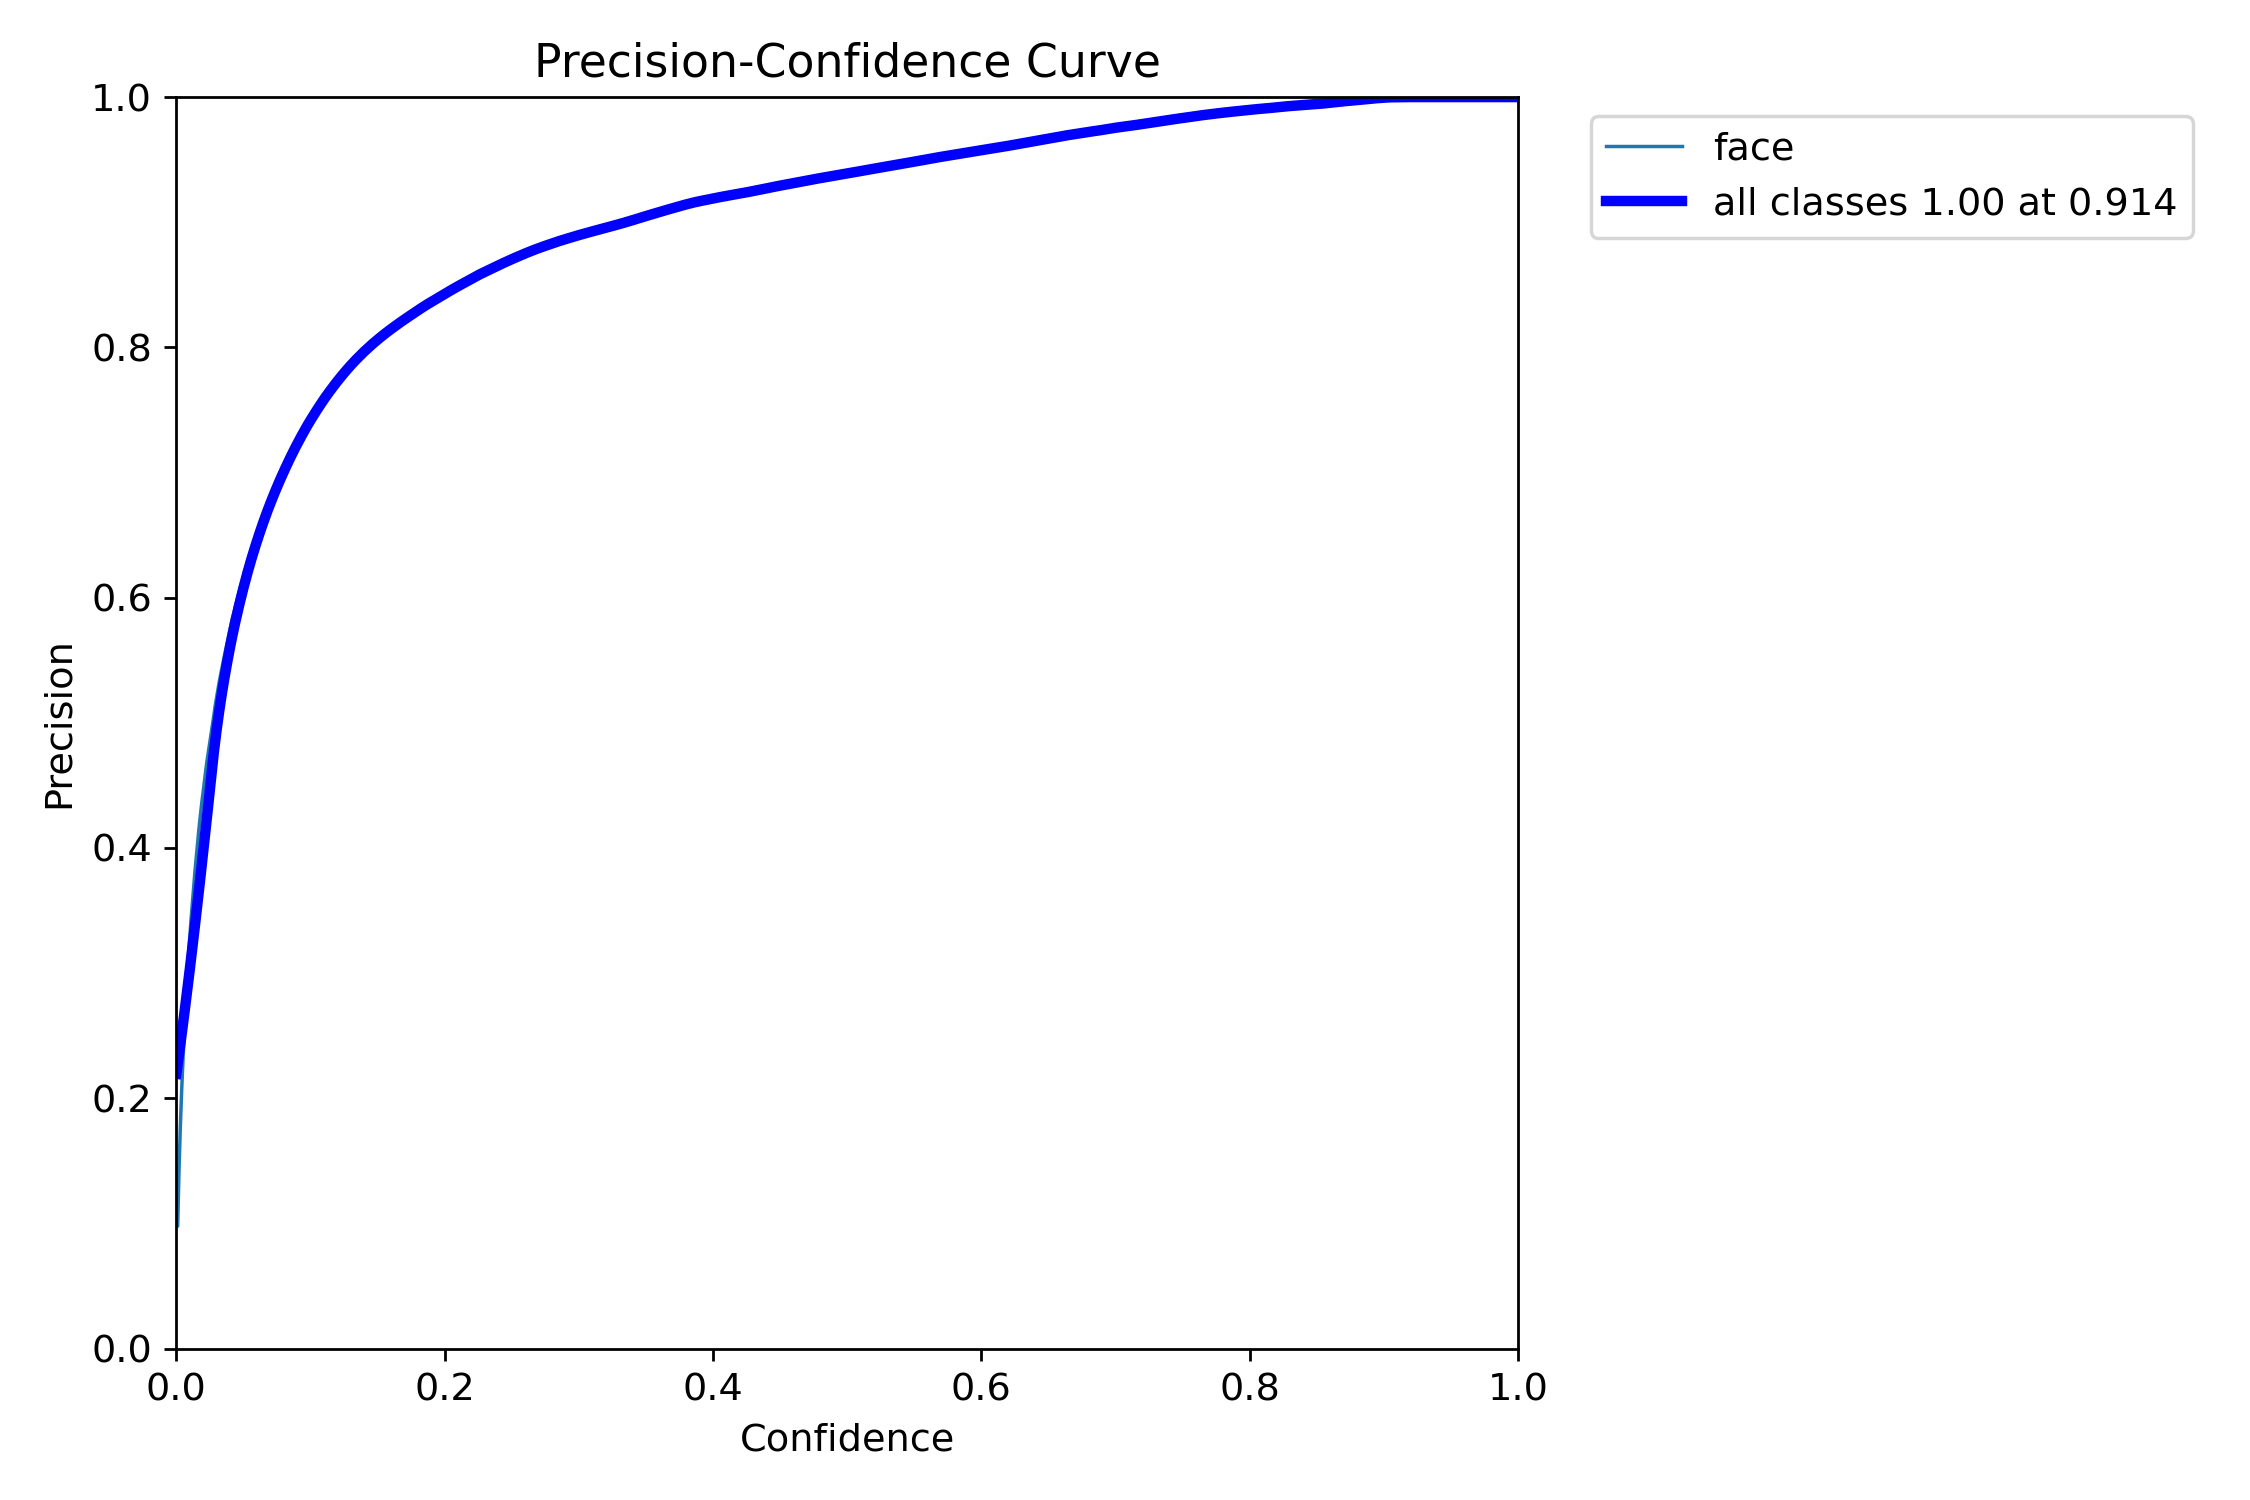 Precision-Confidence Curve
1.0
0.8
0.6
0.4
0.2
0.0
Precision
0.0 0.2 0.4 0.6 0.8 1.0
Confidence
face
all classes 1.00 at 0.914